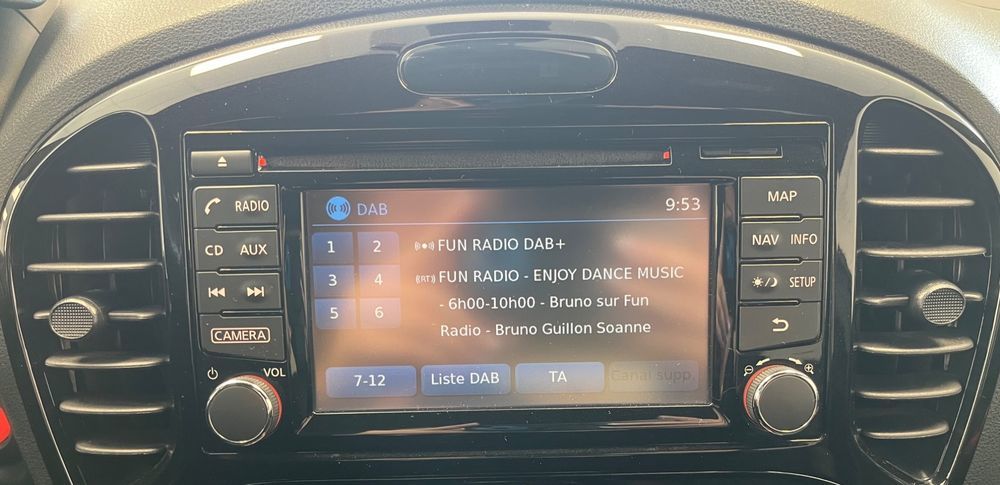 RADIO
CD AUX
CAMERA
VOL
DAB 9:53
1 2
3 4
5 6
FUN RADIO DAB+
(RT) FUN RADIO - ENJOY DANCE MUSIC
- 6h00-10h00 - Bruno sur Fun
Radio - Bruno Guillon Soanne
7-12 Liste DAB TA Canal supp.
MAP
NAV INFO
SETUP